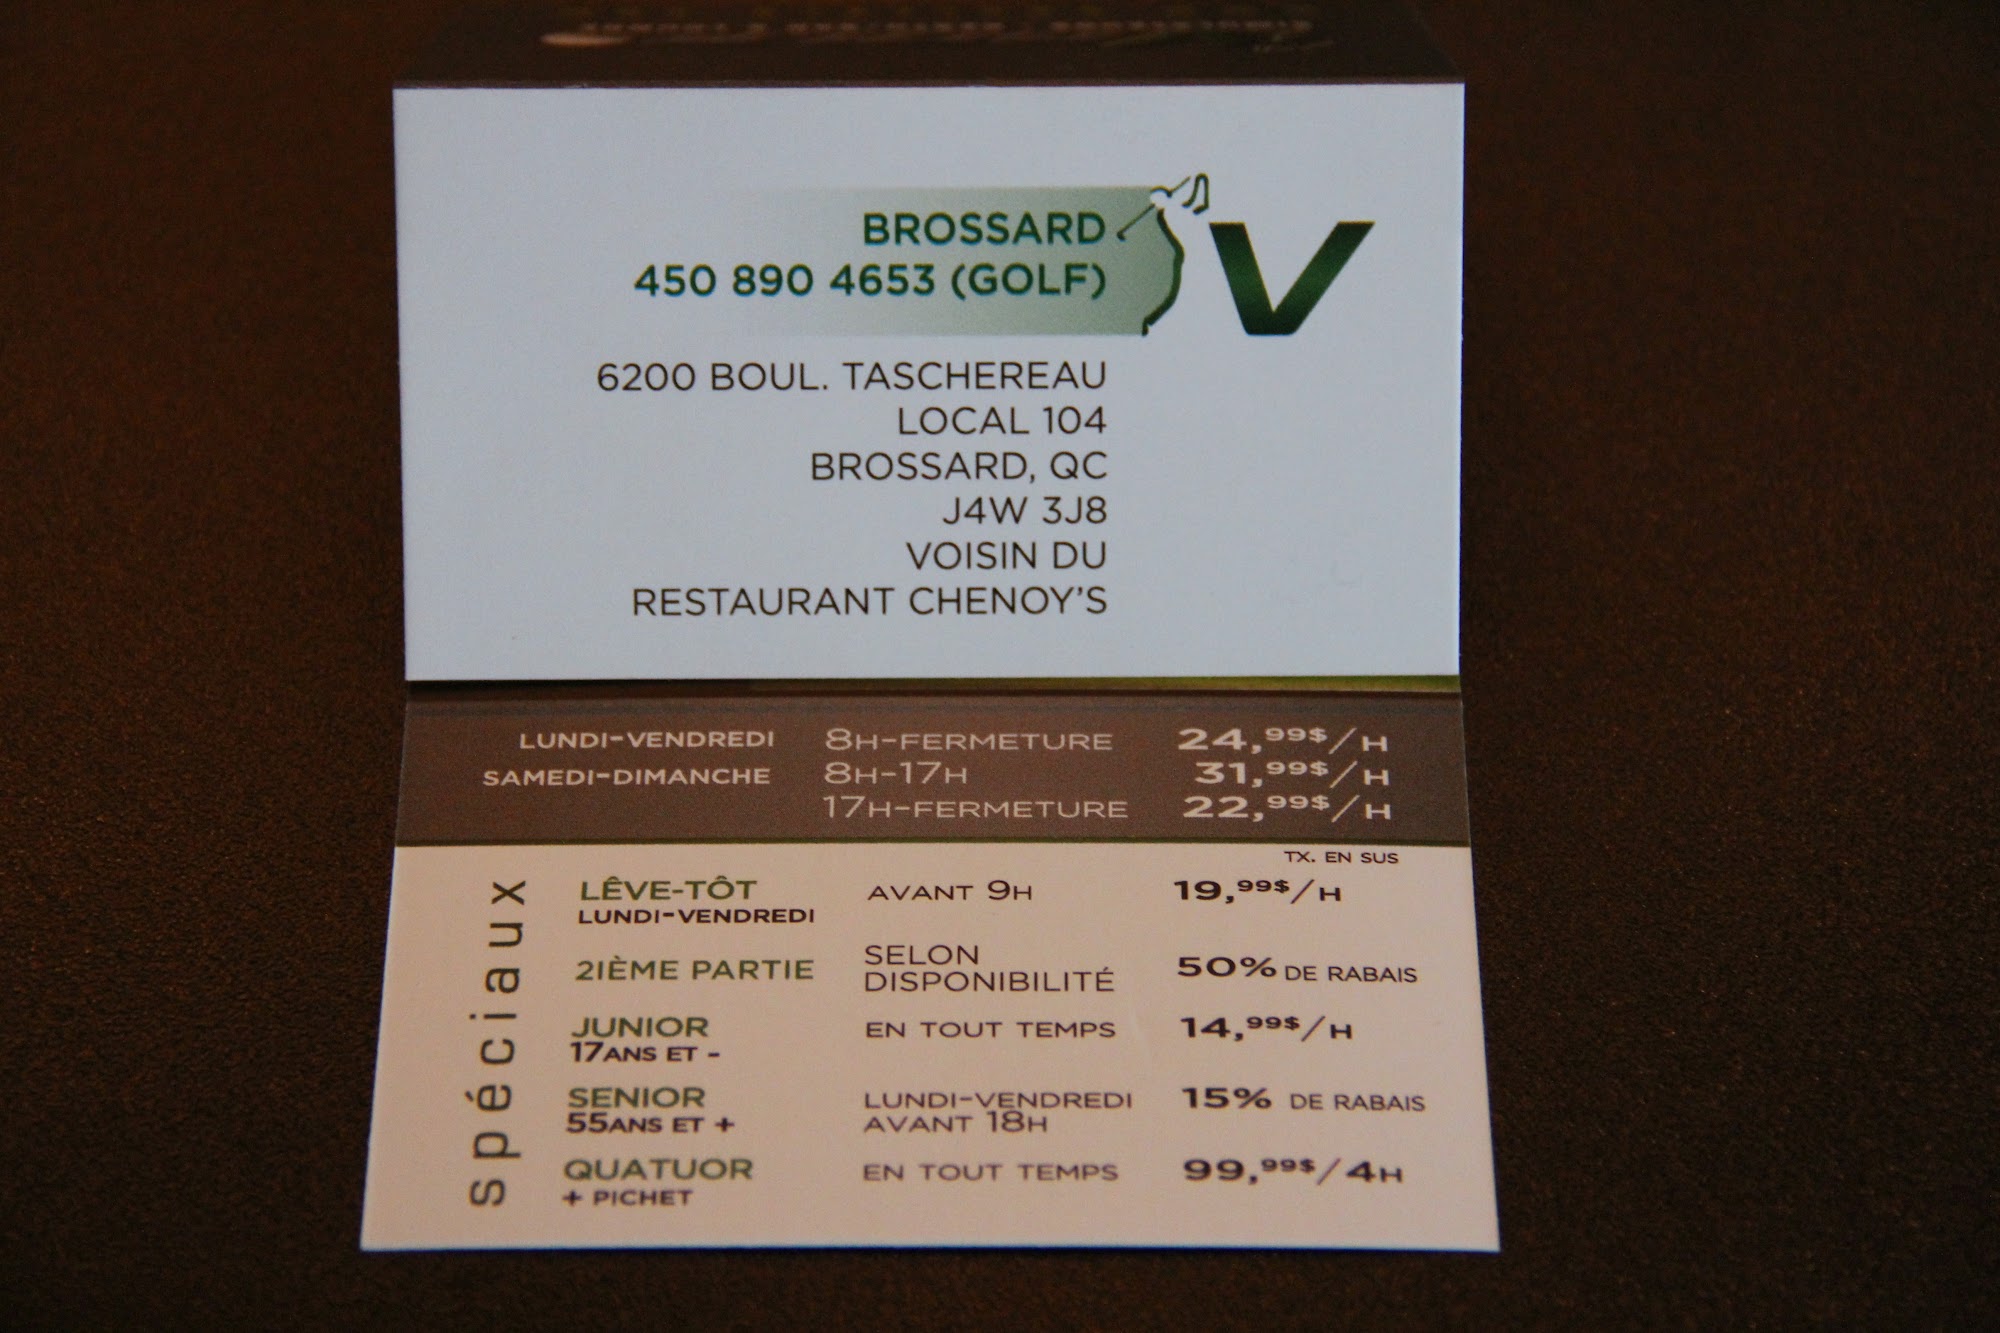 BROSSARD
450 890 4653 (GOLF)
V
6200 BOUL. TASCHEREAU
LOCAL 104
BROSSARD, QC
J4W 3J8
VOISIN DU
RESTAURANT CHENOY'S
LUNDI-VENDREDI 8H-FERMETURE 24,99$/H
SAMEDI-DIMANCHE 8H-17H 31,99$/H
17H-FERMETURE 22,99$/H
TX. EN SUS
spéciaux
LÊVE-TÔT AVANT 9H 19,99$/H
LUNDI-VENDREDI
2IÈME PARTIE SELON DISPONIBILITÉ 50% DE RABAIS
JUNIOR EN TOUT TEMPS 14,99$/H
17ANS ET -
SENIOR LUNDI-VENDREDI 15% DE RABAIS
55ANS ET + AVANT 18H
QUATUOR EN TOUT TEMPS 99,99$/4H
+ PICHET